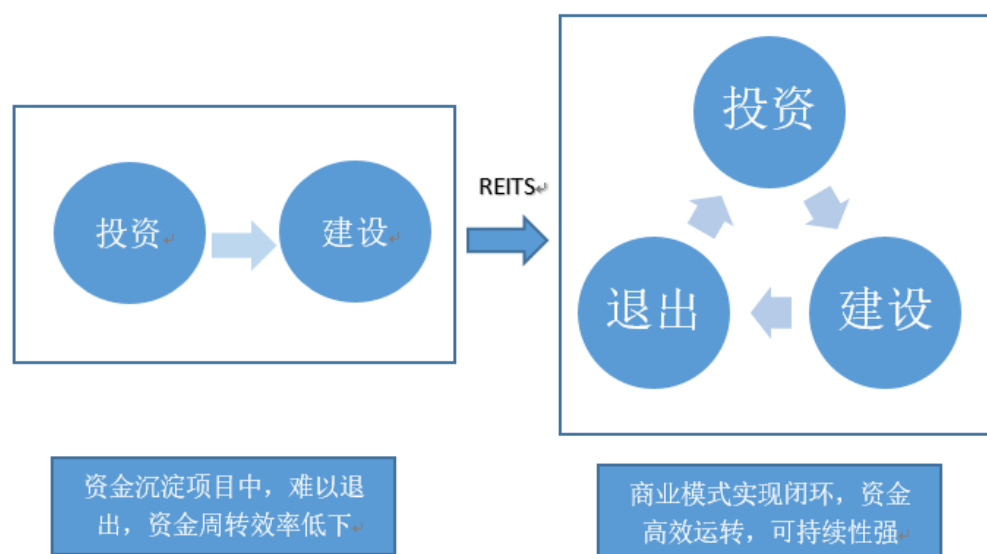 投资
建设
REITS
投资
退出
建设
资金沉淀项目中，难以退
出，资金周转效率低下
商业模式实现闭环，资金
高效运转，可持续性强